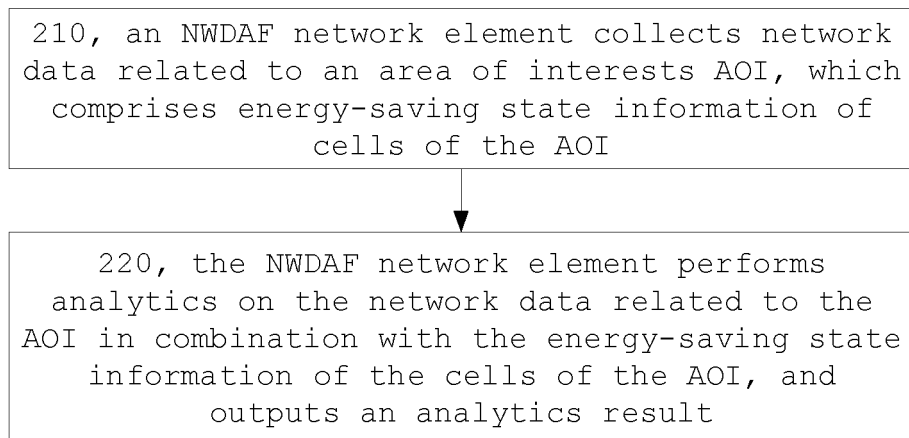 210, an NWDAF network element collects network
data related to an area of interests AOI, which
comprises energy-saving state information of
cells of the AOI
220, the NWDAF network element performs
analytics on the network data related to the
AOI in combination with the energy-saving state
information of the cells of the AOI, and
outputs an analytics result